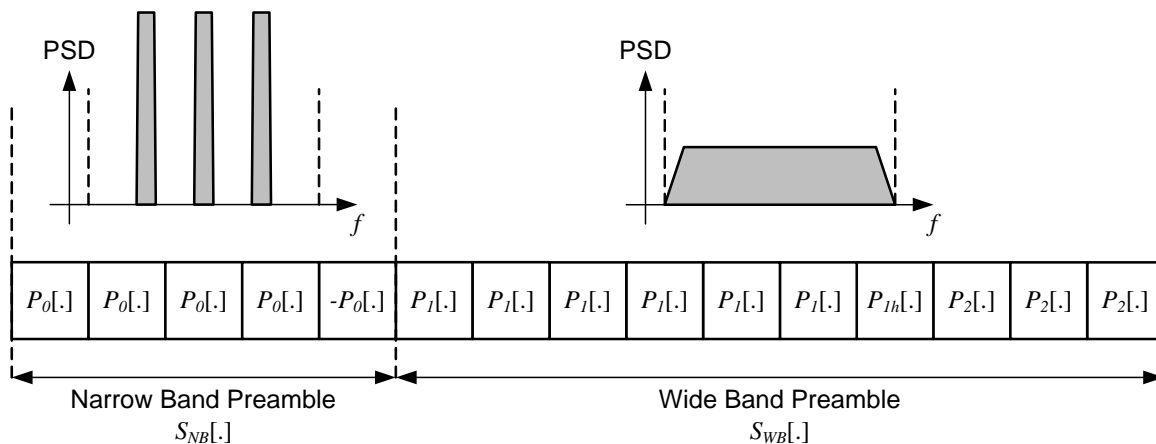 PSD
PSD
f
f
P0[.] P0[.] P0[.] P0[.] -P0[.] P1[.] P1[.] P1[.] P1[.] P1[.] P1[.] P1h[.] P2[.] P2[.] P2[.]
Narrow Band Preamble
SNB[.]
Wide Band Preamble
SWB[.]